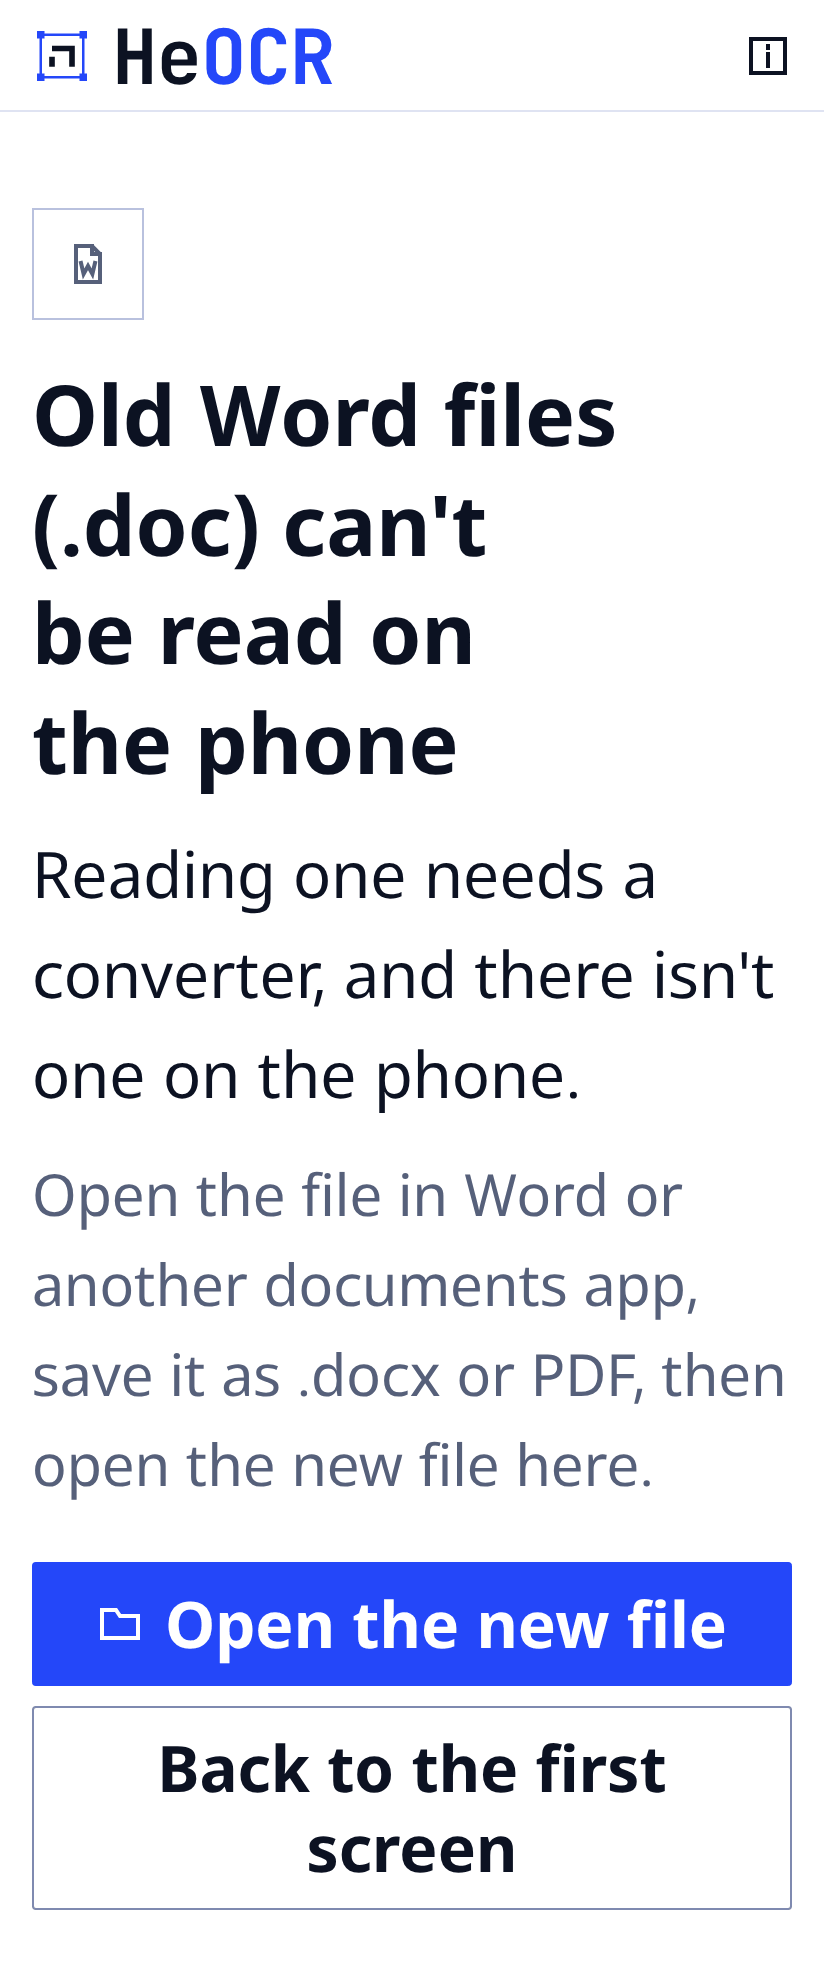 HeOCR
Old Word files
(.doc) can't
be read on
the phone
Reading one needs a
converter, and there isn't
one on the phone.
Open the file in Word or
another documents app,
save it as .docx or PDF, then
open the new file here.
Open the new file
Back to the first
screen